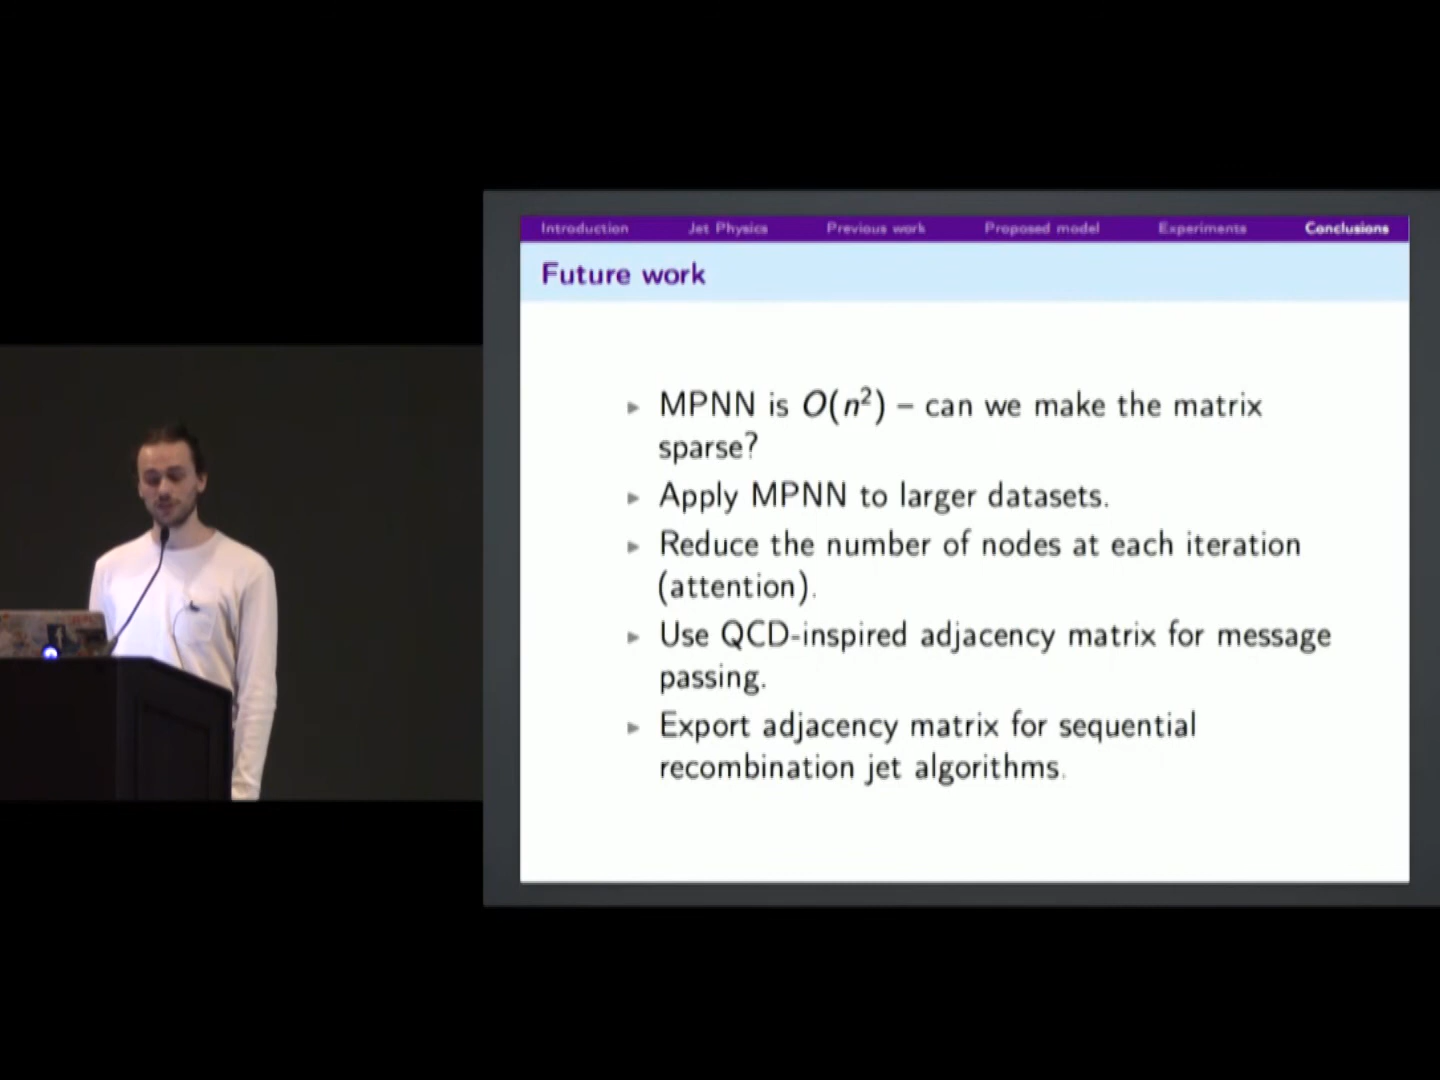 Introduction Jet Physics Previous work Proposed model Experiments Conclusions
Future work
▸ MPNN is O(n²) – can we make the matrix
sparse?
▸ Apply MPNN to larger datasets.
▸ Reduce the number of nodes at each iteration
(attention).
▸ Use QCD-inspired adjacency matrix for message
passing.
▸ Export adjacency matrix for sequential
recombination jet algorithms.